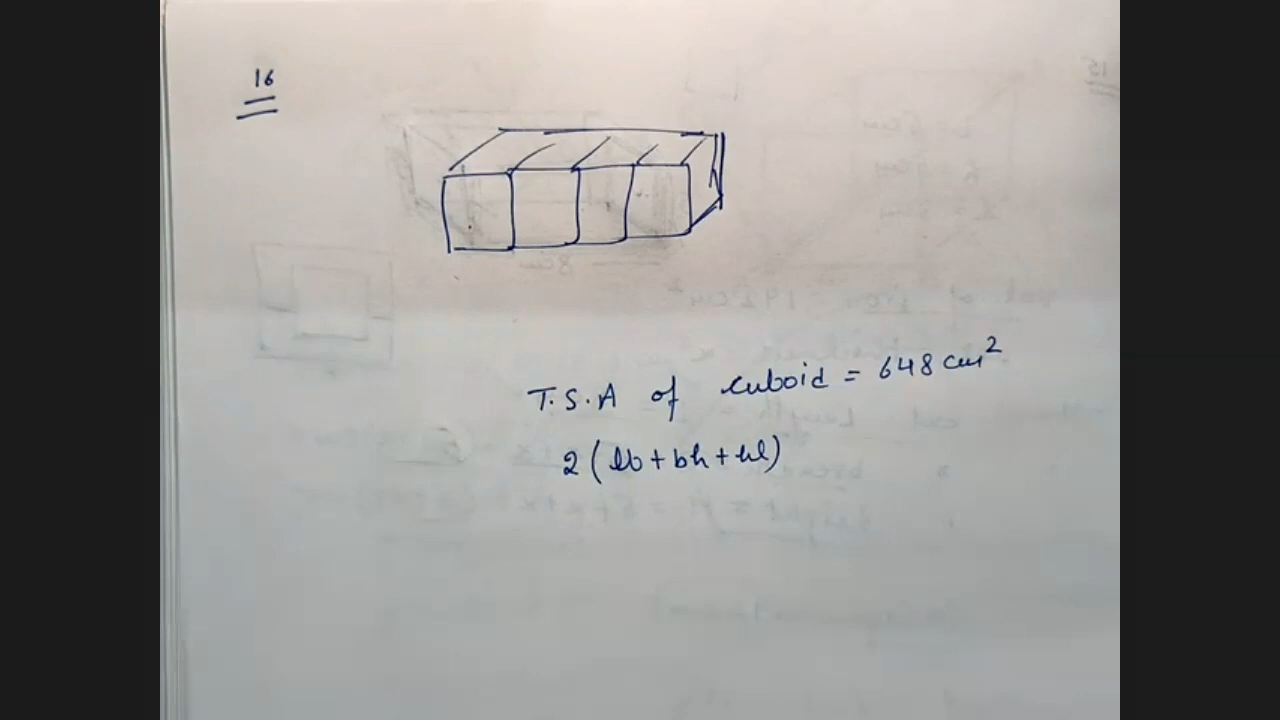 16
T.S.A of cuboid = 648 cm²
2 (lb + bh + hl)